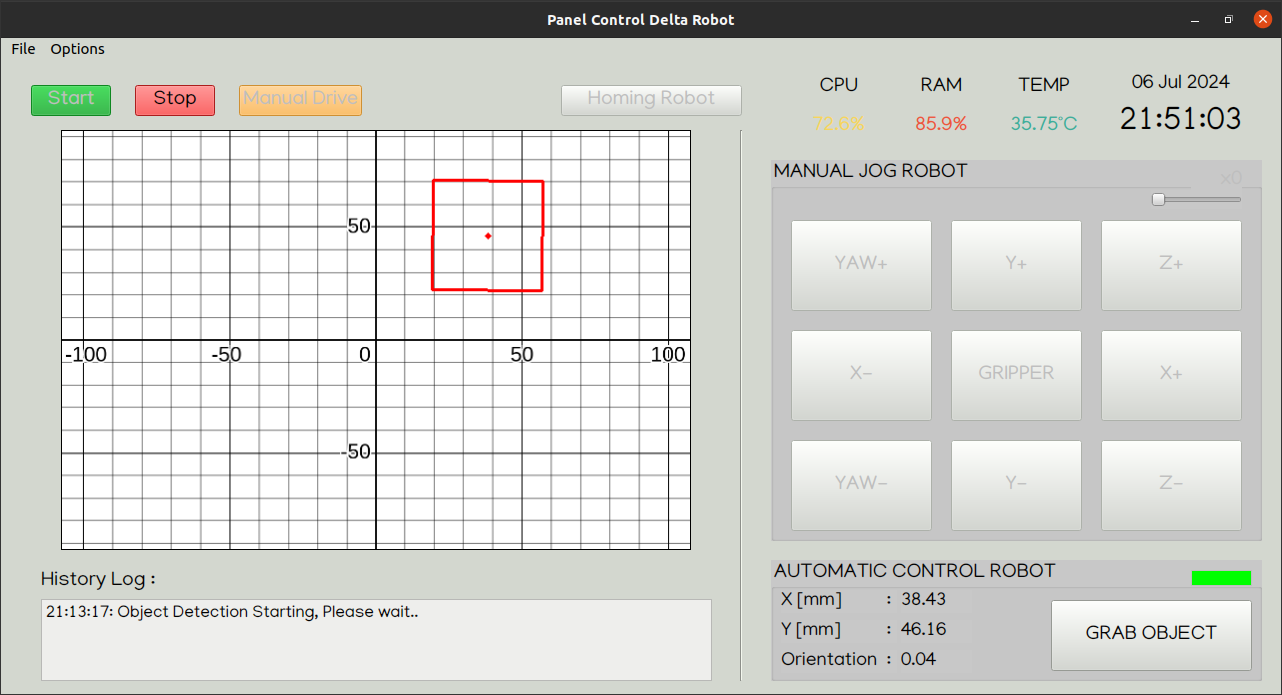 Panel Control Delta Robot
File Options
Start Stop Manual Drive Homing Robot
CPU RAM TEMP 06 Jul 2024
72.6% 85.9% 35.75°C 21:51:03
50
-100 -50 0 50 100
-50
MANUAL JOG ROBOT
x0
YAW+ Y+ Z+
X- GRIPPER X+
YAW- Y- Z-
History Log :
21:13:17: Object Detection Starting, Please wait..
AUTOMATIC CONTROL ROBOT
X [mm] : 38.43
Y [mm] : 46.16
Orientation : 0.04
GRAB OBJECT